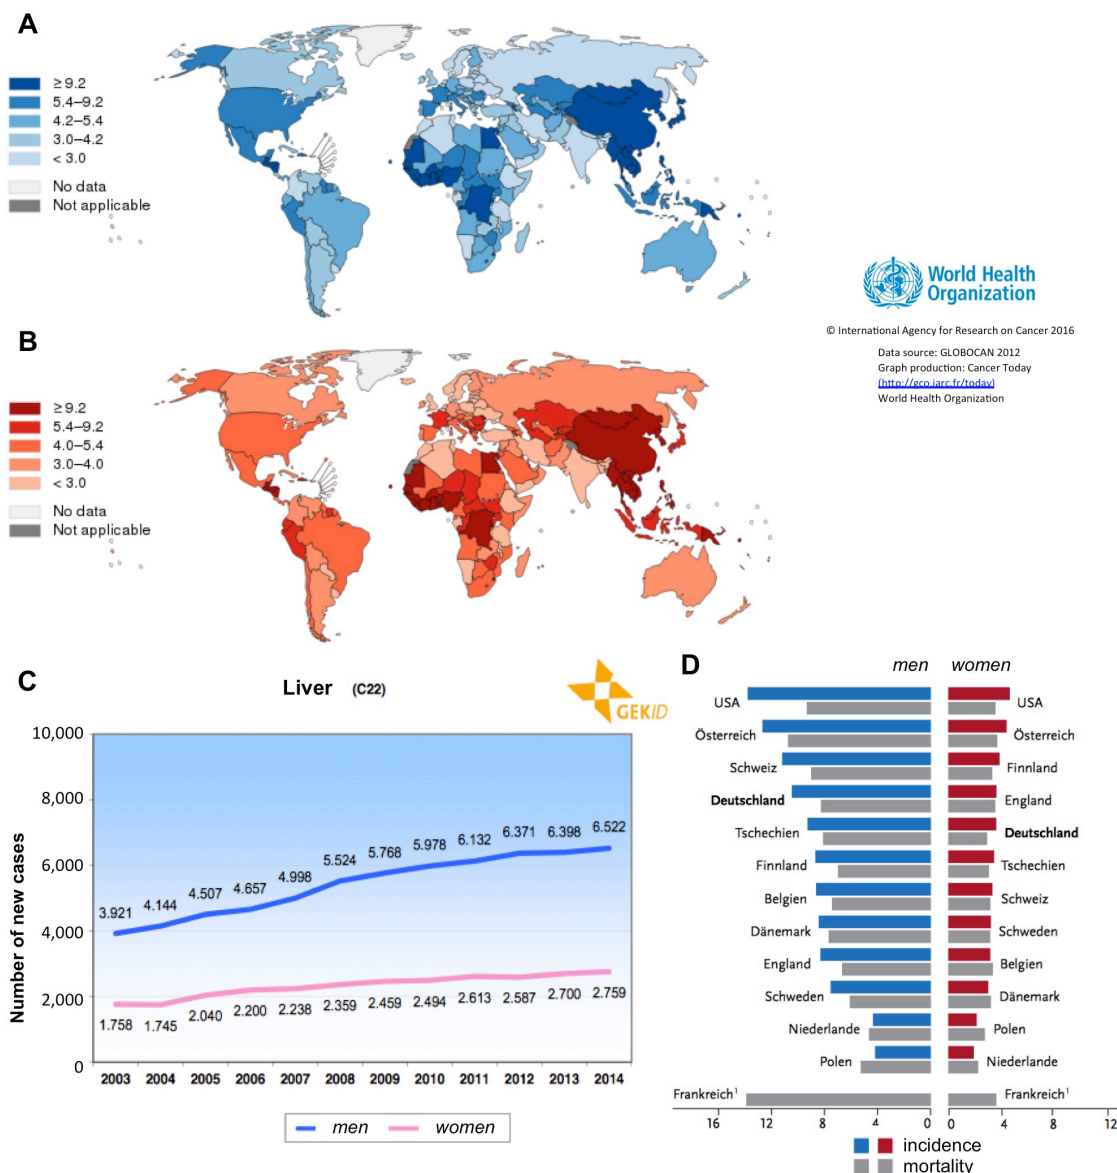 A
≥ 9.2
5.4–9.2
4.2–5.4
3.0–4.2
< 3.0
No data
Not applicable
World Health
Organization
© International Agency for Research on Cancer 2016
Data source: GLOBOCAN 2012
Graph production: Cancer Today
(http://gco.iarc.fr/today)
World Health Organization
B
≥ 9.2
5.4–9.2
4.0–5.4
3.0–4.0
< 3.0
No data
Not applicable
C
Liver (C22)
GEKID
Number of new cases
10,000
8,000
6,000
4,000
2,000
0
3.921 4.144 4.507 4.657 4.998 5.524 5.768 5.978 6.132 6.371 6.398 6.522
1.758 1.745 2.040 2.200 2.238 2.359 2.459 2.494 2.613 2.587 2.700 2.759
2003 2004 2005 2006 2007 2008 2009 2010 2011 2012 2013 2014
men women
D
men women
USA USA
Österreich Österreich
Schweiz Finnland
Deutschland England
Tschechien Deutschland
Finnland Tschechien
Belgien Schweiz
Dänemark Schweden
England Belgien
Schweden Dänemark
Niederlande Polen
Polen Niederlande
Frankreich¹ Frankreich¹
16 12 8 4 0 0 4 8 12
incidence
mortality